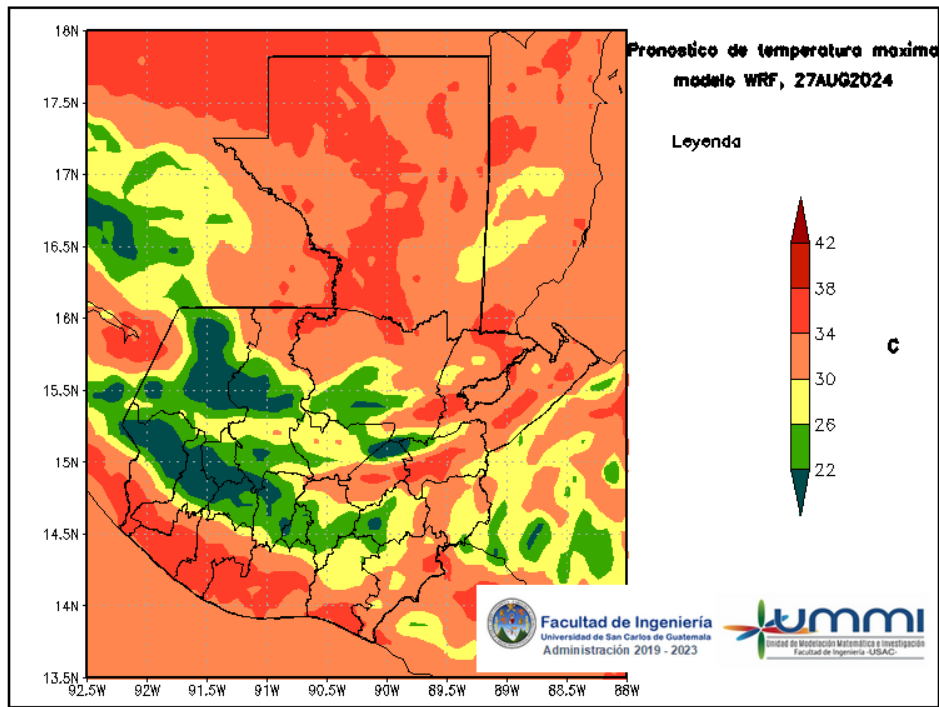 Pronostico de temperatura maxima
modelo WRF, 27AUG2024
Leyenda
42
38
34
30
26
22
C
18N
17.5N
17N
16.5N
16N
15.5N
15N
14.5N
14N
13.5N
92.5W 92W 91.5W 91W 90.5W 90W 89.5W 89W 88.5W 88W
Facultad de Ingeniería
Universidad de San Carlos de Guatemala
Administración 2019 - 2023
UMMI
Unidad de Modelación Matemática e Investigación
Facultad de Ingeniería -USAC-